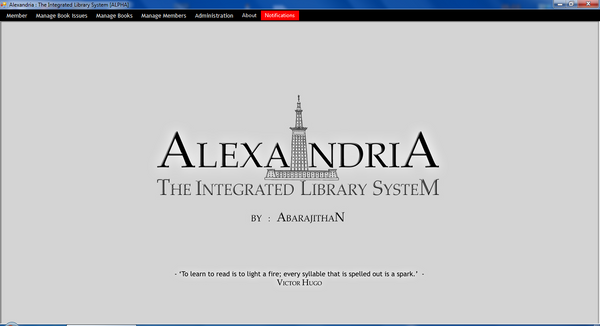 Alexandria : The Integrated Library System [ALPHA]
Member Manage Book Issues Manage Books Manage Members Administration About Notifications
ALEXANDRIA
THE INTEGRATED LIBRARY SYSTEM
BY : ABARAJITHAN
- 'To learn to read is to light a fire; every syllable that is spelled out is a spark.' -
VICTOR HUGO